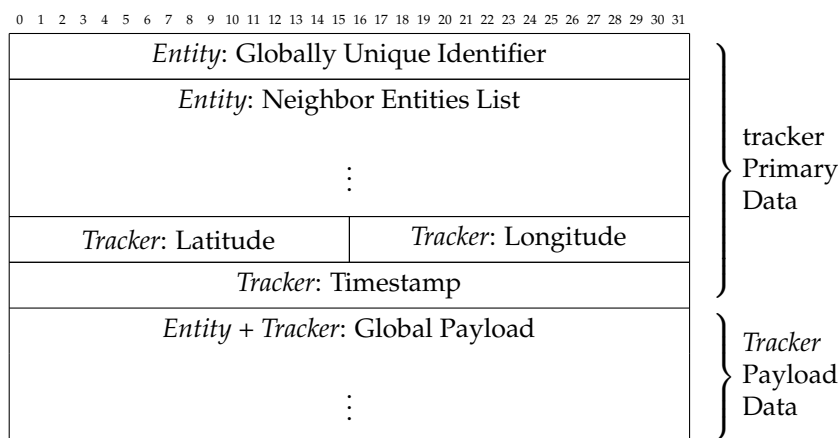 0 1 2 3 4 5 6 7 8 9 10 11 12 13 14 15 16 17 18 19 20 21 22 23 24 25 26 27 28 29 30 31
Entity: Globally Unique Identifier
Entity: Neighbor Entities List
⋮
Tracker: Latitude Tracker: Longitude
Tracker: Timestamp
tracker
Primary
Data
Entity + Tracker: Global Payload
⋮
Tracker
Payload
Data